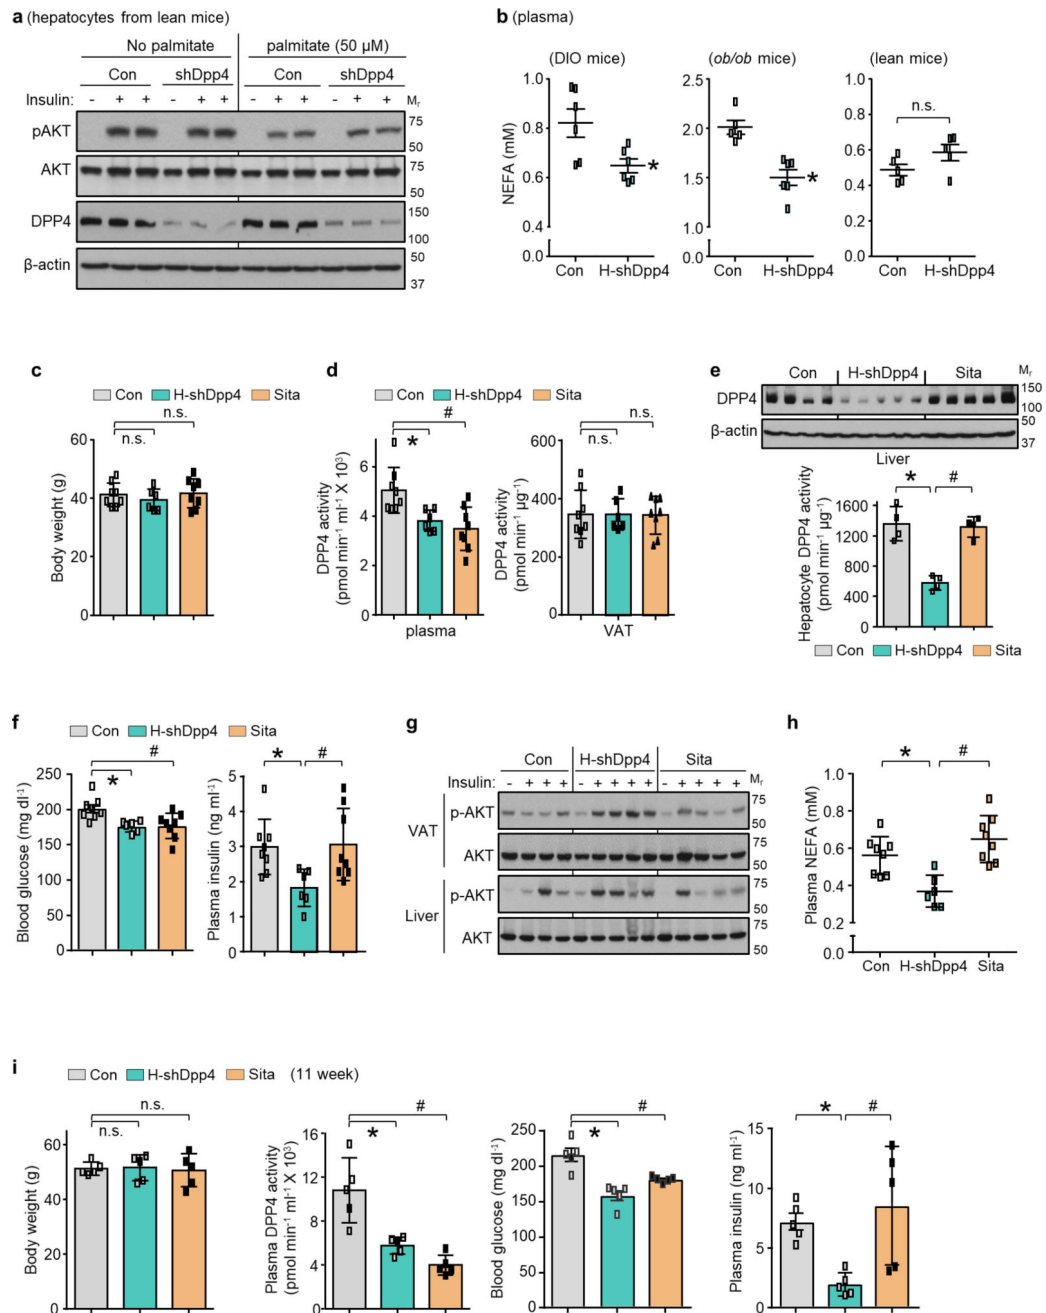 a (hepatocytes from lean mice)
No palmitate palmitate (50 µM)
Con shDpp4 Con shDpp4
Insulin: - + + - + + - + + - + + Mr
pAKT 75
50
AKT 75
50
DPP4 150
100
β-actin 50
37
b (plasma)
(DIO mice) (ob/ob mice) (lean mice)
NEFA (mM)
1.0
0.8
0.6
0.4
0.0
*
Con H-shDpp4
2.5
2.0
1.5
1.0
0.0
*
Con H-shDpp4
1.0
0.8
0.6
0.4
0.2
0.0
n.s.
Con H-shDpp4
c
Con H-shDpp4 Sita
n.s.
n.s.
Body weight (g)
60
40
20
0
d
Con H-shDpp4 Sita
#
*
DPP4 activity
(pmol min⁻¹ ml⁻¹ X 10³)
6
4
2
0
plasma
n.s.
n.s.
DPP4 activity
(pmol min⁻¹ µg⁻¹)
600
400
200
0
VAT
e
Con H-shDpp4 Sita Mr
DPP4 150
100
β-actin 50
37
Liver
* #
Hepatocyte DPP4 activity
(pmol min⁻¹ µg⁻¹)
1600
1200
800
400
0
Con H-shDpp4 Sita
f
Con H-shDpp4 Sita
#
*
Blood glucose (mg dl⁻¹)
250
200
150
100
50
0
* #
Plasma insulin (ng ml⁻¹)
5
4
3
2
1
0
g
Con H-shDpp4 Sita
Insulin: - + + + - + + + + - + + + + Mr
VAT
p-AKT 75
50
AKT 75
50
Liver
p-AKT 75
50
AKT 75
50
h
* #
Plasma NEFA (mM)
1.0
0.8
0.6
0.4
0.2
0.0
Con H-shDpp4 Sita
i
Con H-shDpp4 Sita (11 week)
n.s.
n.s.
Body weight (g)
60
40
20
0
#
*
Plasma DPP4 activity
(pmol min⁻¹ ml⁻¹ X 10³)
16
12
8
4
0
#
*
Blood glucose (mg dl⁻¹)
250
200
150
100
50
0
* #
Plasma insulin (ng ml⁻¹)
15
10
5
0